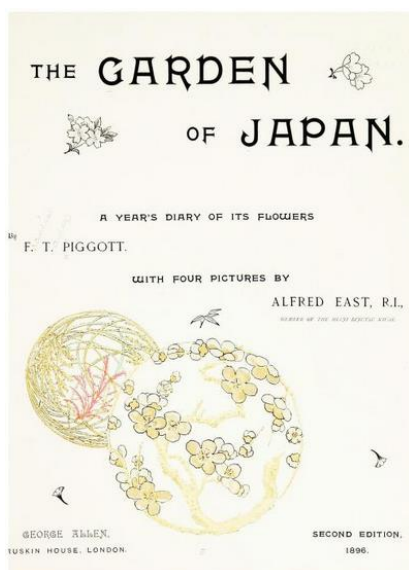 THE GARDEN
OF JAPAN.
A YEAR'S DIARY OF ITS FLOWERS
By
F. T. PIGGOTT.
WITH FOUR PICTURES BY
ALFRED EAST, R.I.,
GEORGE ALLEN,
RUSKIN HOUSE, LONDON.
SECOND EDITION,
1896.